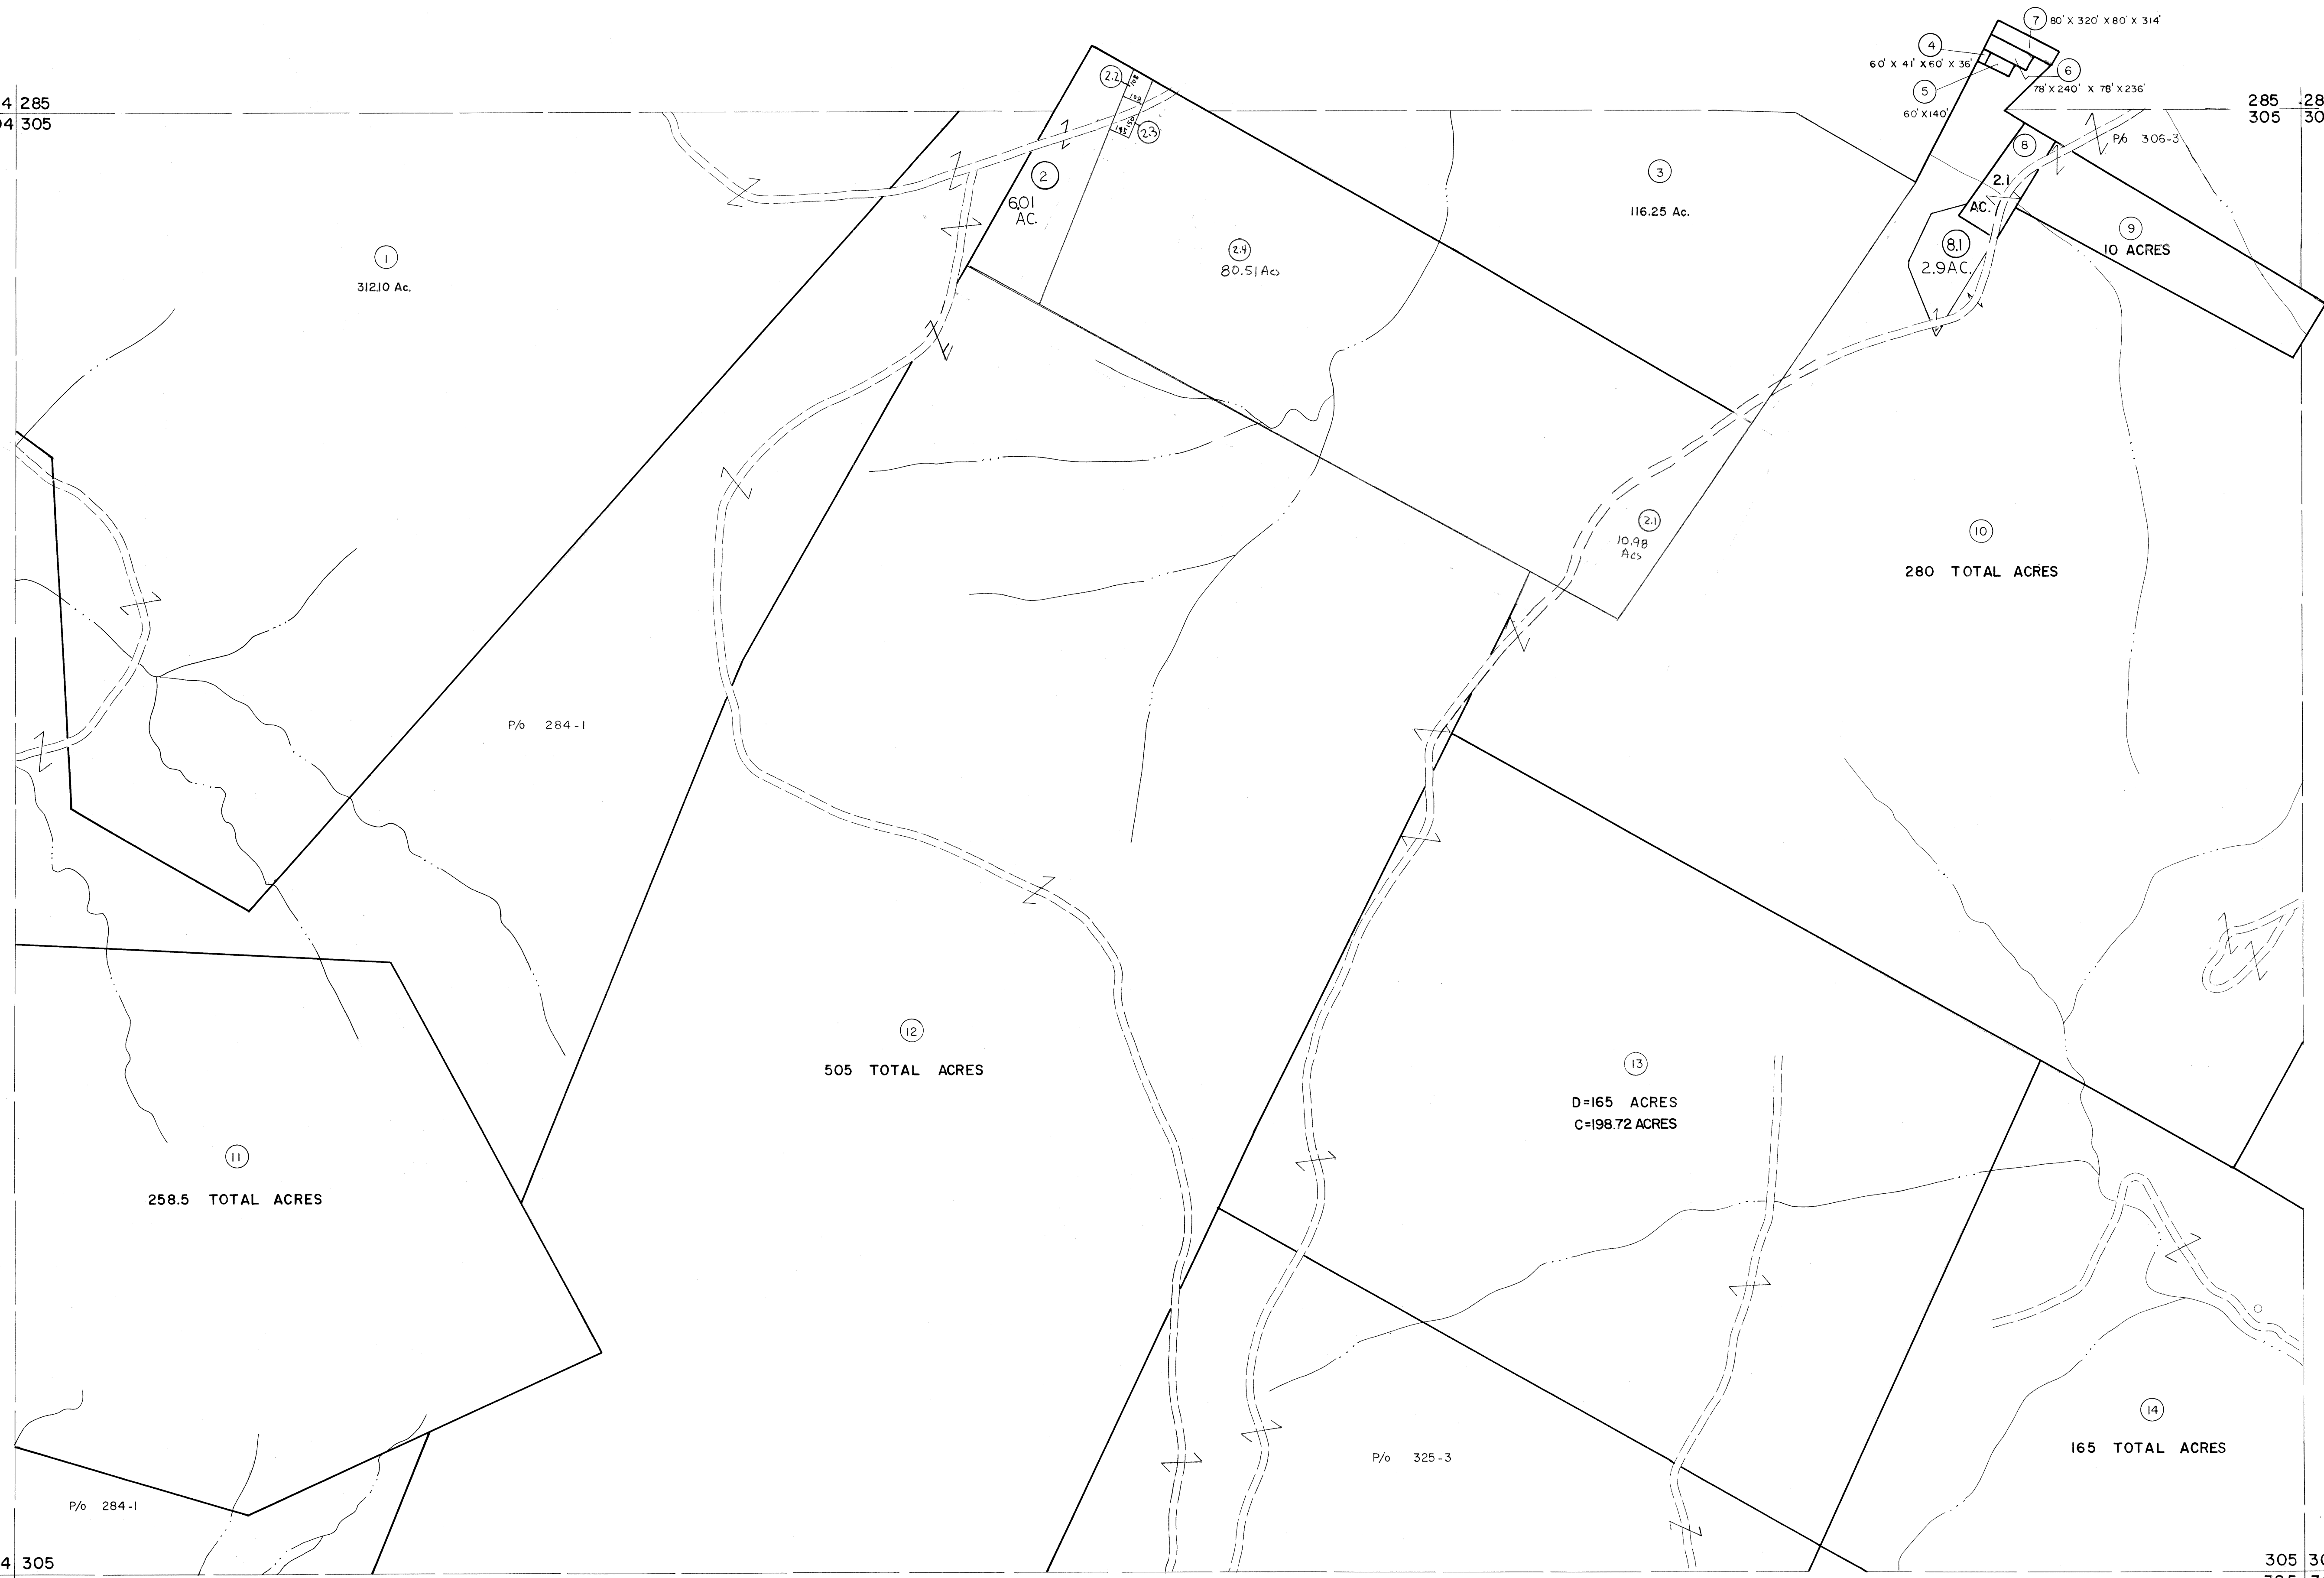 7 80' X 320' X 80' X 314'
4
60' X 41' X 60' X 36'
6
5
78' X 240' X 78' X 236'
60' X 140'
2.2
100
2.3
4 285
305
285
305
P/o 306-3
8
2.1
AC.
2
6.01
AC.
3
116.25 Ac.
9
10 ACRES
8.1
2.9 AC.
1
312.10 Ac.
2.4
80.51 Acs
2.1
10.98
Acs
10
280 TOTAL ACRES
P/o 284-1
12
505 TOTAL ACRES
13
D=165 ACRES
C=198.72 ACRES
11
258.5 TOTAL ACRES
14
165 TOTAL ACRES
P/o 325-3
P/o 284-1
4 305
305